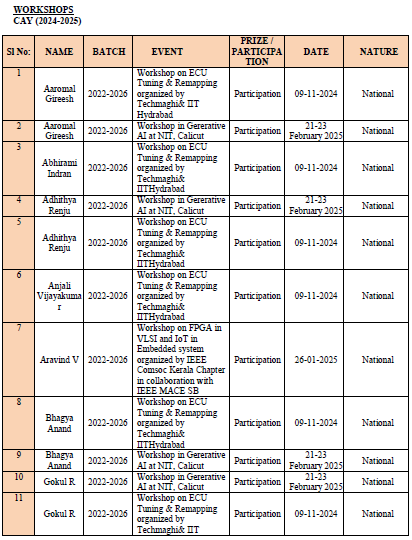 WORKSHOPS
CAY (2024-2025)
Sl No: NAME BATCH EVENT PRIZE / PARTICIPA TION DATE NATURE
1 Aaromal Gireesh 2022-2026 Workshop on ECU Tuning & Remapping organized by Techmaghi& IIT Hydrabad Participation 09-11-2024 National
2 Aaromal Gireesh 2022-2026 Workshop in Gererative AI at NIT, Calicut Participation 21-23 February 2025 National
3 Abhirami Indran 2022-2026 Workshop on ECU Tuning & Remapping organized by Techmaghi& IITHydrabad Participation 09-11-2024 National
4 Adhithya Renju 2022-2026 Workshop in Gererative AI at NIT, Calicut Participation 21-23 February 2025 National
5 Adhithya Renju 2022-2026 Workshop on ECU Tuning & Remapping organized by Techmaghi& IITHydrabad Participation 09-11-2024 National
6 Anjali Vijayakuma r 2022-2026 Workshop on ECU Tuning & Remapping organized by Techmaghi& IITHydrabad Participation 09-11-2024 National
7 Aravind V 2022-2026 Workshop on FPGA in VLSI and IoT in Embedded system organized by IEEE Comsoc Kerala Chapter in collaboration with IEEE MACE SB Participation 26-01-2025 National
8 Bhagya Anand 2022-2026 Workshop on ECU Tuning & Remapping organized by Techmaghi& IITHydrabad Participation 09-11-2024 National
9 Bhagya Anand 2022-2026 Workshop in Gererative AI at NIT, Calicut Participation 21-23 February 2025 National
10 Gokul R 2022-2026 Workshop in Gererative AI at NIT, Calicut Participation 21-23 February 2025 National
11 Gokul R 2022-2026 Workshop on ECU Tuning & Remapping organized by Techmaghi& IIT Participation 09-11-2024 National